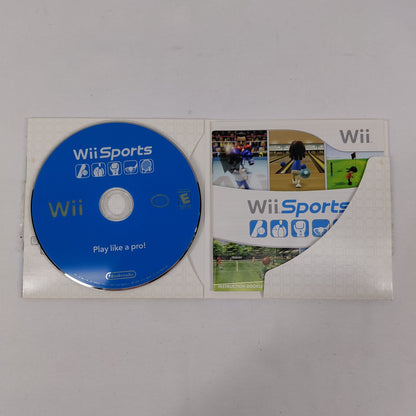 Wii Sports
Wii
E
Play like a pro!
Nintendo
Wii
Wii Sports
INSTRUCTION BOOKLET